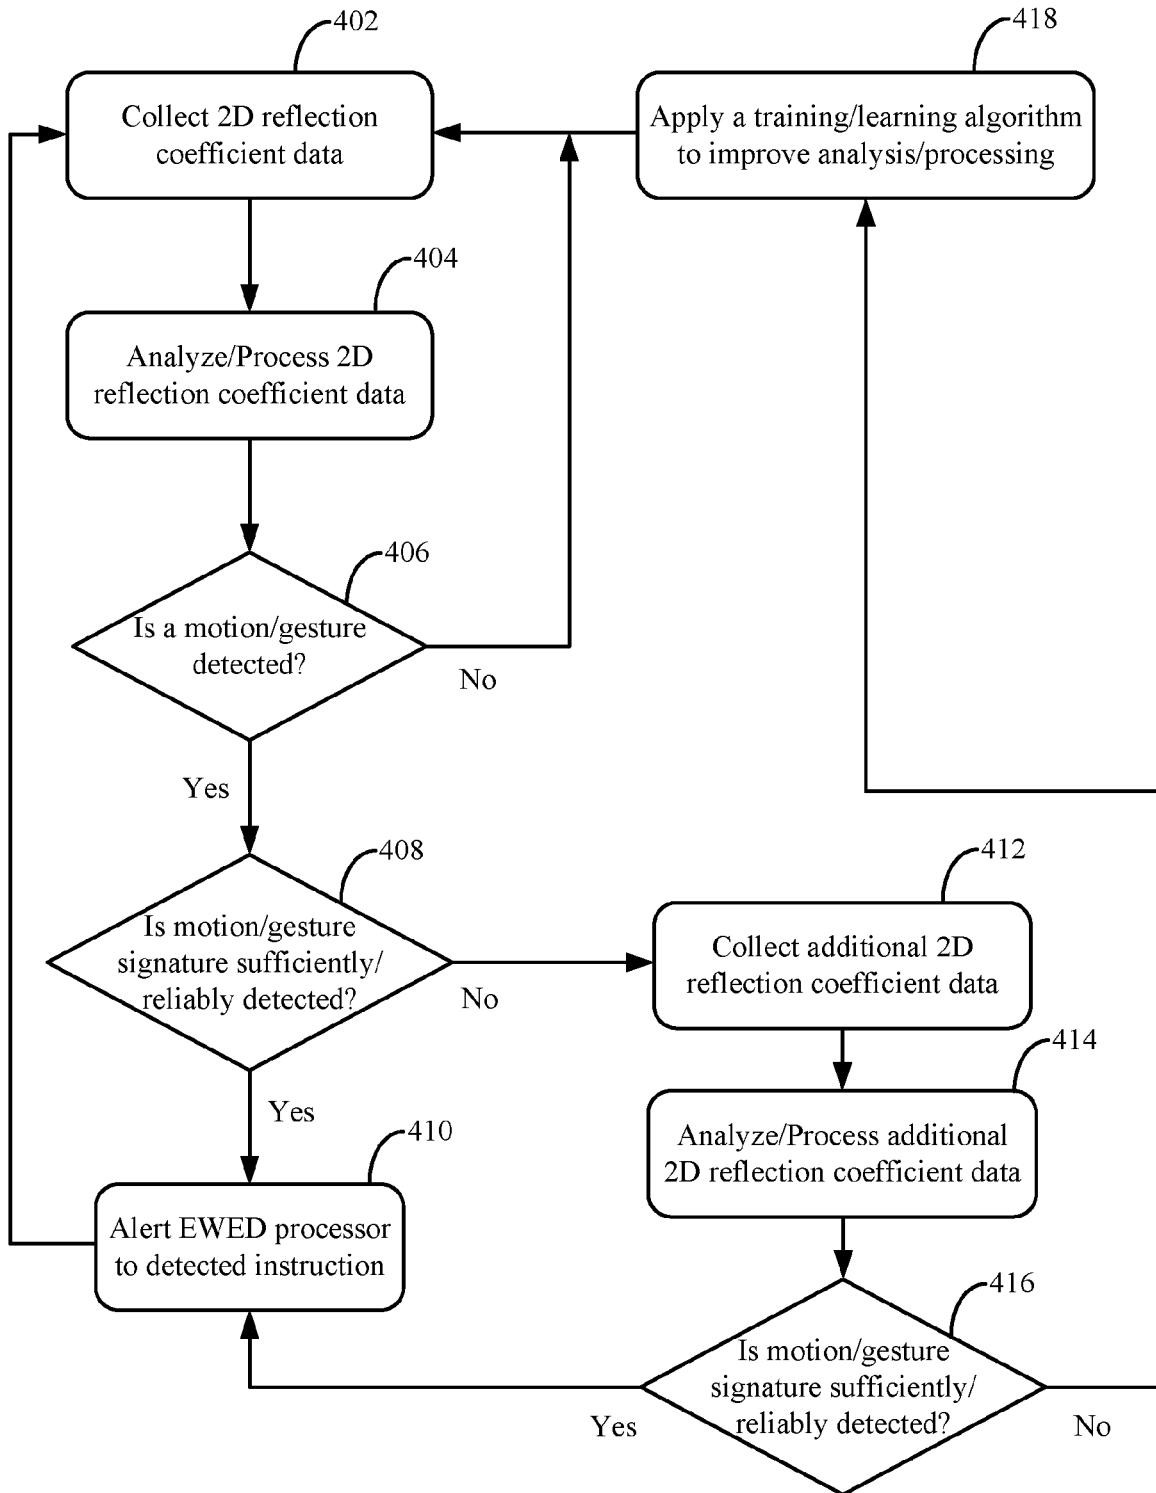 402
Collect 2D reflection
coefficient data
418
Apply a training/learning algorithm
to improve analysis/processing
404
Analyze/Process 2D
reflection coefficient data
406
Is a motion/gesture
detected?
No
Yes
408
Is motion/gesture
signature sufficiently/
reliably detected?
No
Yes
412
Collect additional 2D
reflection coefficient data
414
Analyze/Process additional
2D reflection coefficient data
410
Alert EWED processor
to detected instruction
416
Is motion/gesture
signature sufficiently/
reliably detected?
Yes
No